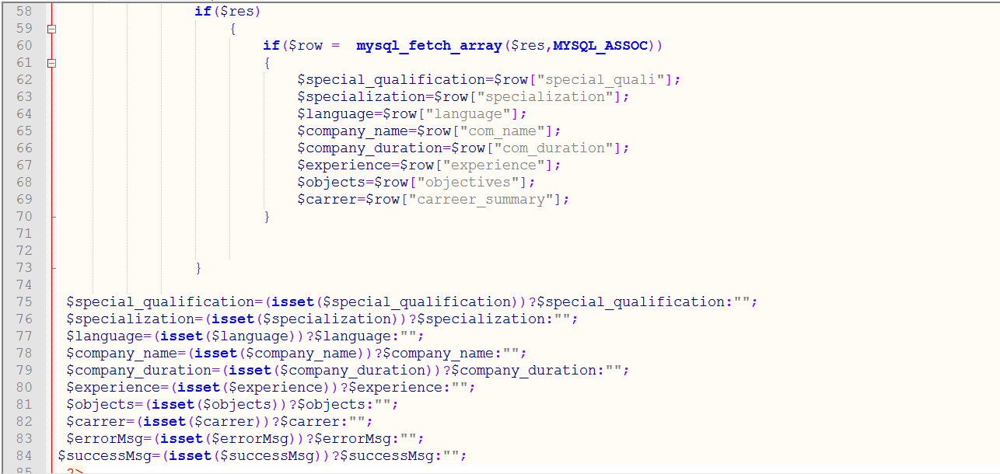 58 if($res)
59 {
60 if($row = mysql_fetch_array($res,MYSQL_ASSOC))
61 {
62 $special_qualification=$row["special_quali"];
63 $specialization=$row["specialization"];
64 $language=$row["language"];
65 $company_name=$row["com_name"];
66 $company_duration=$row["com_duration"];
67 $experience=$row["experience"];
68 $objects=$row["objectives"];
69 $carrer=$row["carreer_summary"];
70 }
71
72
73 }
74
75 $special_qualification=(isset($special_qualification))?$special_qualification:"";
76 $specialization=(isset($specialization))?$specialization:"";
77 $language=(isset($language))?$language:"";
78 $company_name=(isset($company_name))?$company_name:"";
79 $company_duration=(isset($company_duration))?$company_duration:"";
80 $experience=(isset($experience))?$experience:"";
81 $objects=(isset($objects))?$objects:"";
82 $carrer=(isset($carrer))?$carrer:"";
83 $errorMsg=(isset($errorMsg))?$errorMsg:"";
84 $successMsg=(isset($successMsg))?$successMsg:"";
85 ?>